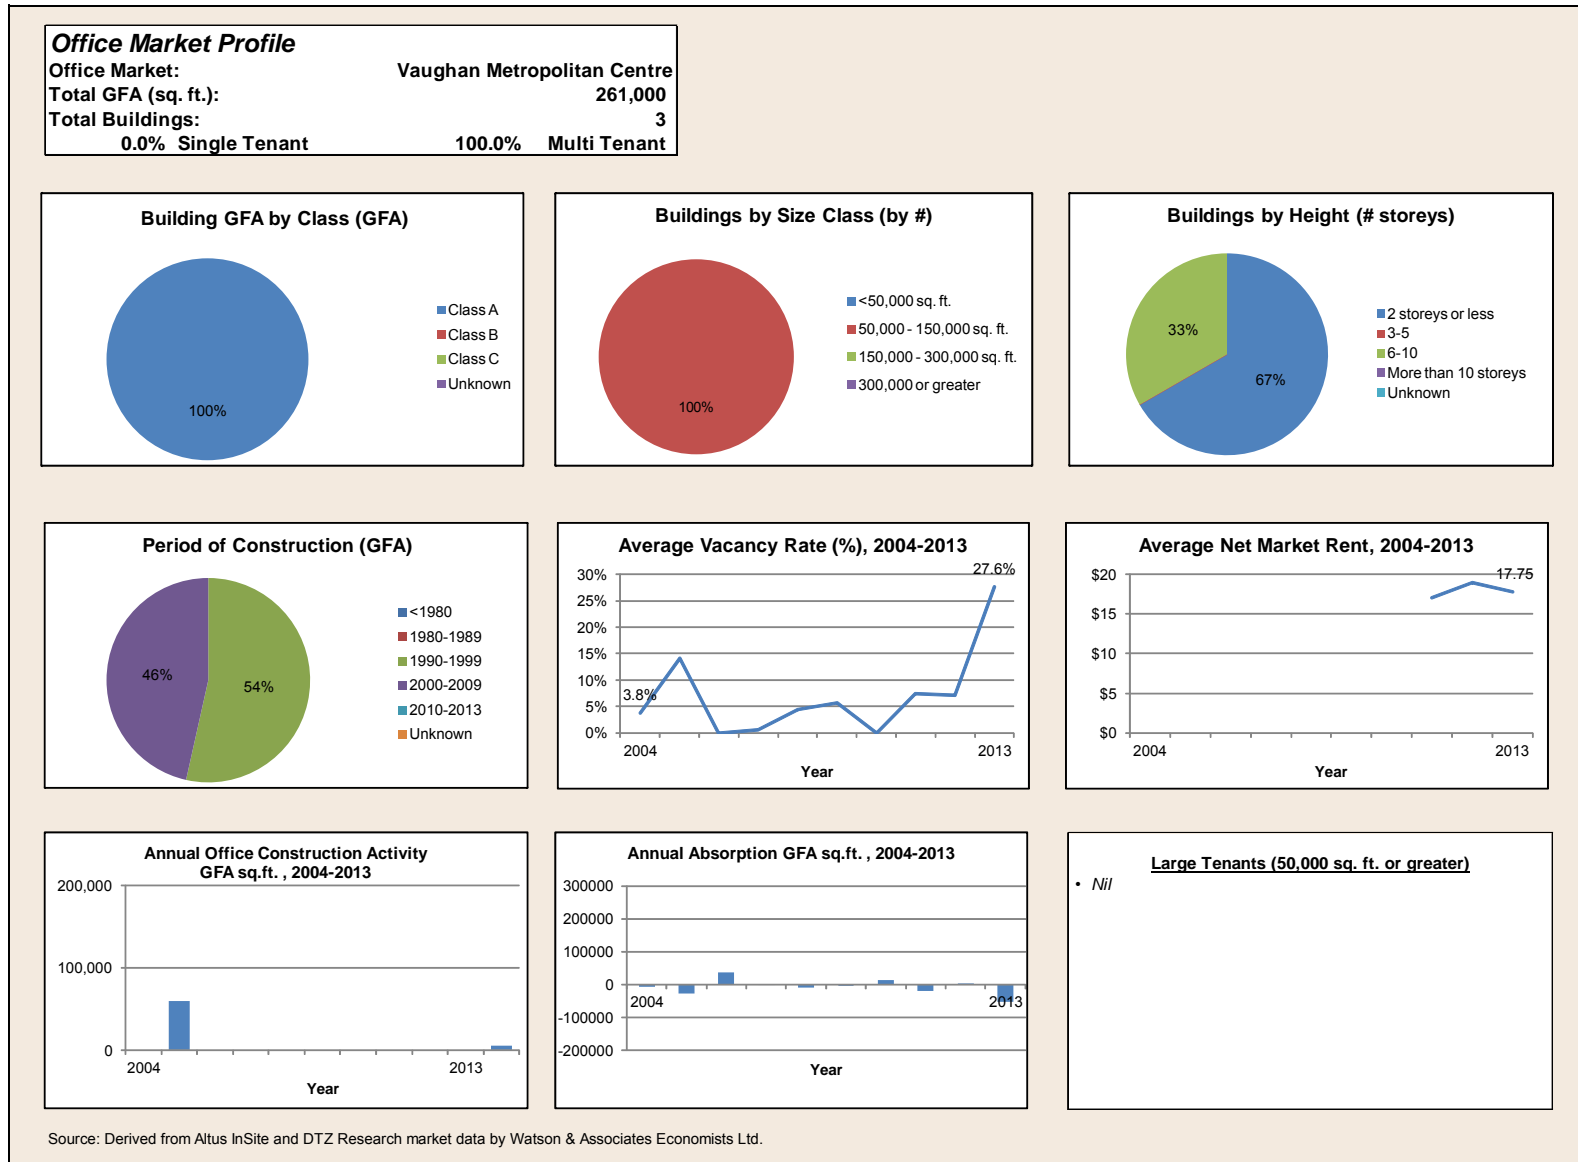 Office Market Profile
Office Market: Vaughan Metropolitan Centre
Total GFA (sq. ft.): 261,000
Total Buildings: 3
0.0% Single Tenant 100.0% Multi Tenant
Building GFA by Class (GFA)
100%
Class A
Class B
Class C
Unknown
Buildings by Size Class (by #)
100%
<50,000 sq. ft.
50,000 - 150,000 sq. ft.
150,000 - 300,000 sq. ft.
300,000 or greater
Buildings by Height (# storeys)
33%
67%
2 storeys or less
3-5
6-10
More than 10 storeys
Unknown
Period of Construction (GFA)
46%
54%
<1980
1980-1989
1990-1999
2000-2009
2010-2013
Unknown
Average Vacancy Rate (%), 2004-2013
27.6%
30%
25%
20%
15%
10%
3.8%
5%
0%
2004 2013
Year
Average Net Market Rent, 2004-2013
$20 17.75
$15
$10
$5
$0
2004 2013
Year
Annual Office Construction Activity
GFA sq.ft. , 2004-2013
200,000
100,000
0
2004 2013
Year
Annual Absorption GFA sq.ft. , 2004-2013
300000
200000
100000
0
2004 2013
-100000
-200000
Year
Large Tenants (50,000 sq. ft. or greater)
• Nil
Source: Derived from Altus InSite and DTZ Research market data by Watson & Associates Economists Ltd.